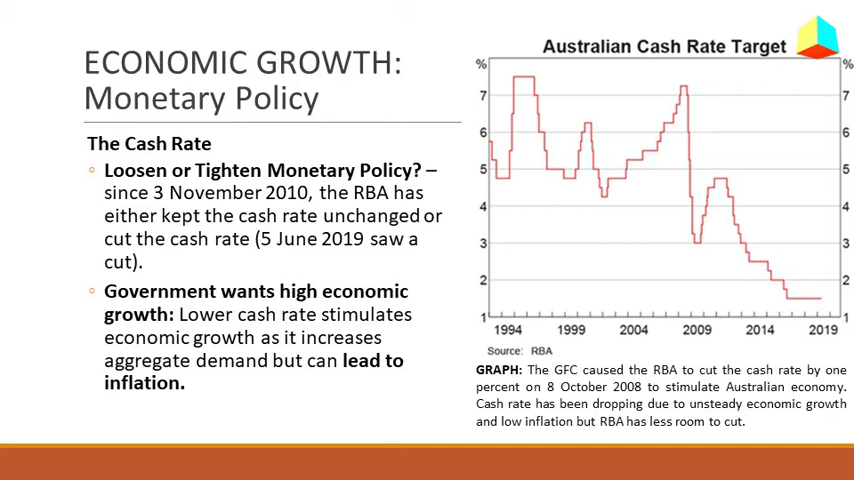 ECONOMIC GROWTH:
Monetary Policy
The Cash Rate
Loosen or Tighten Monetary Policy? –
since 3 November 2010, the RBA has
either kept the cash rate unchanged or
cut the cash rate (5 June 2019 saw a
cut).
Government wants high economic
growth: Lower cash rate stimulates
economic growth as it increases
aggregate demand but can lead to
inflation.
Australian Cash Rate Target
% %
7 7
6 6
5 5
4 4
3 3
2 2
1 1
1994 1999 2004 2009 2014 2019
Source: RBA
GRAPH: The GFC caused the RBA to cut the cash rate by one
percent on 8 October 2008 to stimulate Australian economy.
Cash rate has been dropping due to unsteady economic growth
and low inflation but RBA has less room to cut.